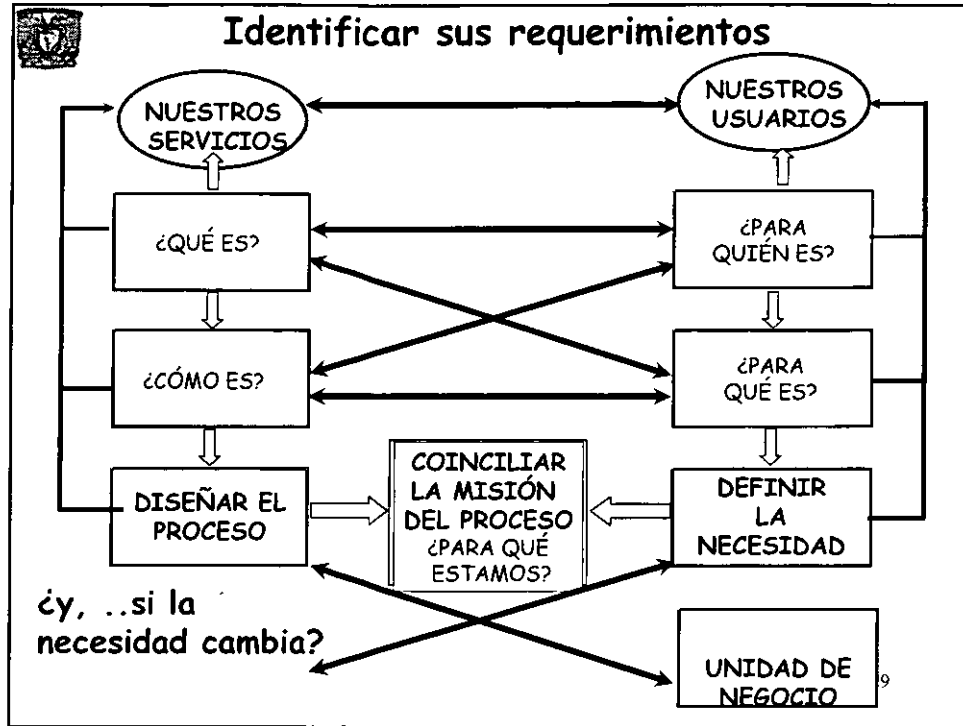 Identificar sus requerimientos
NUESTROS
SERVICIOS
NUESTROS
USUARIOS
¿QUÉ ES?
¿PARA
QUIÉN ES?
¿CÓMO ES?
¿PARA
QUÉ ES?
DISEÑAR EL
PROCESO
COINCILIAR
LA MISIÓN
DEL PROCESO
¿PARA QUÉ
ESTAMOS?
DEFINIR
LA
NECESIDAD
¿y, ..si la
necesidad cambia?
UNIDAD DE
NEGOCIO
9